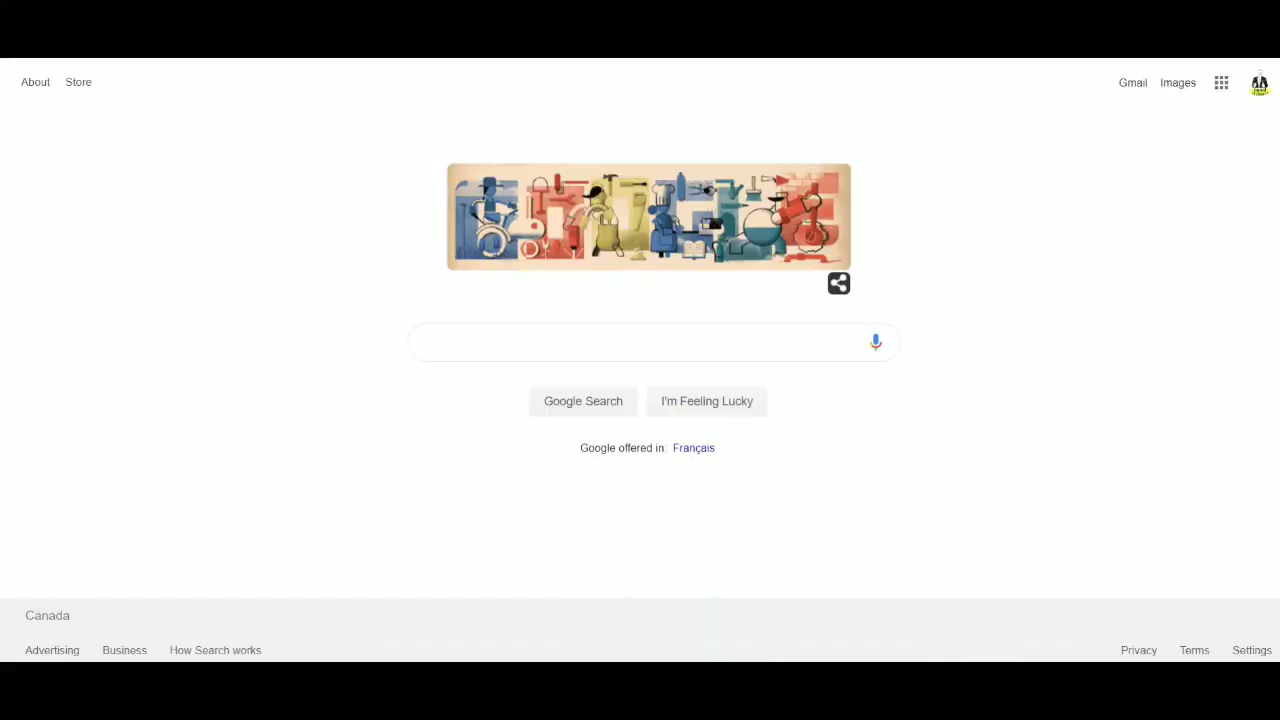 About Store Gmail Images
Google Search I'm Feeling Lucky
Google offered in: Français
Canada
Advertising Business How Search works Privacy Terms Settings